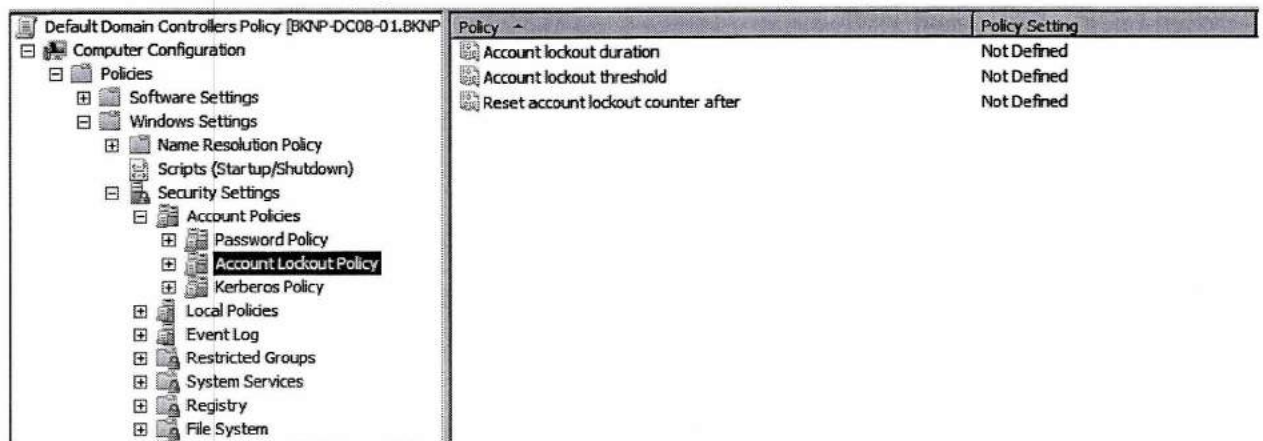 Default Domain Controllers Policy [BKNP-DC08-01.BKNP
Computer Configuration
Policies
Software Settings
Windows Settings
Name Resolution Policy
Scripts (Startup/Shutdown)
Security Settings
Account Policies
Password Policy
Account Lockout Policy
Kerberos Policy
Local Policies
Event Log
Restricted Groups
System Services
Registry
File System
Policy Policy Setting
Account lockout duration Not Defined
Account lockout threshold Not Defined
Reset account lockout counter after Not Defined